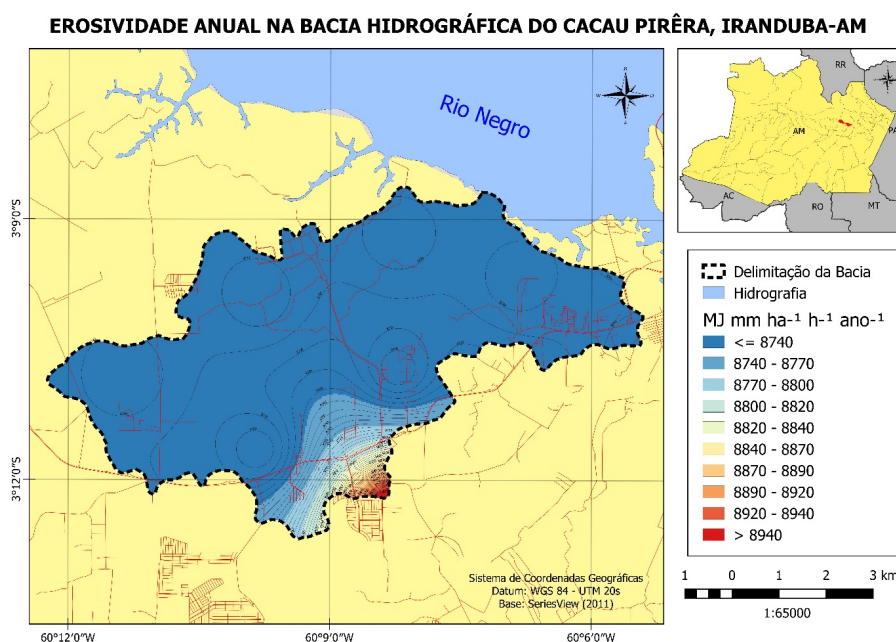 EROSIVIDADE ANUAL NA BACIA HIDROGRÁFICA DO CACAU PIRÊRA, IRANDUBA-AM
Rio Negro
3°9'0"S
3°12'0"S
60°12'0"W
60°9'0"W
60°6'0"W
Sistema de Coordenadas Geográficas
Datum: WGS 84 - UTM 20s
Base: SeriesView (2011)
RR
AM
PA
AC
RO
MT
Delimitação da Bacia
Hidrografia
MJ mm ha-¹ h-¹ ano-¹
<= 8740
8740 - 8770
8770 - 8800
8800 - 8820
8820 - 8840
8840 - 8870
8870 - 8890
8890 - 8920
8920 - 8940
> 8940
1 0 1 2 3 km
1:65000